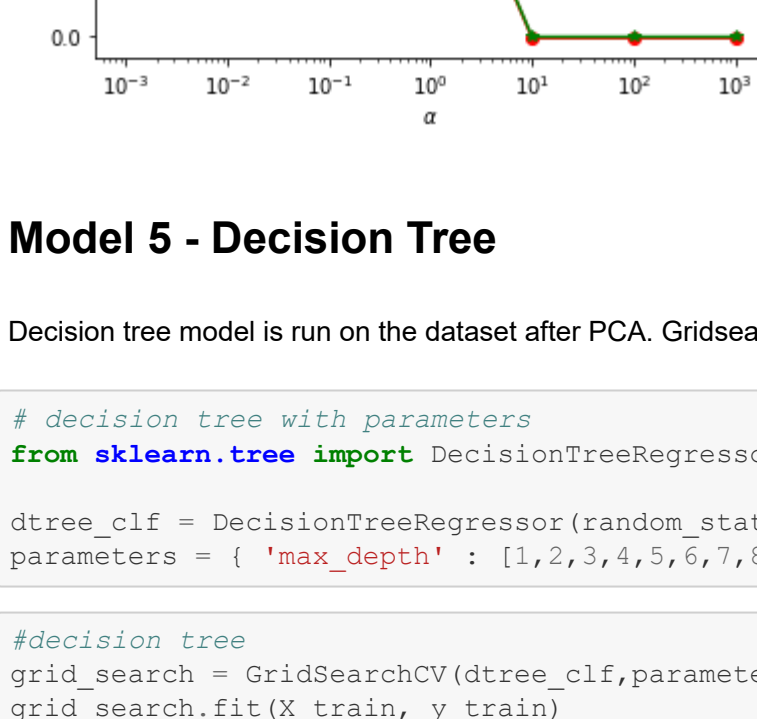 0.0
10⁻³ 10⁻² 10⁻¹ 10⁰ 10¹ 10² 10³
α
Model 5 - Decision Tree
Decision tree model is run on the dataset after PCA. Gridsea
# decision tree with parameters
from sklearn.tree import DecisionTreeRegresso
dtree_clf = DecisionTreeRegressor(random_stat
parameters = { 'max_depth' : [1,2,3,4,5,6,7,8
#decision tree
grid_search = GridSearchCV(dtree_clf,paramete
grid_search.fit(X_train, y_train)